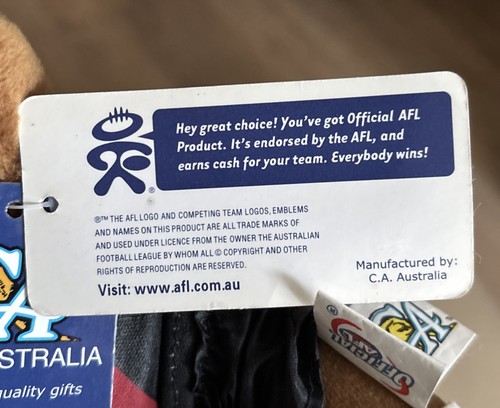 Hey great choice! You've got Official AFL
Product. It's endorsed by the AFL, and
earns cash for your team. Everybody wins!
®™ THE AFL LOGO AND COMPETING TEAM LOGOS, EMBLEMS
AND NAMES ON THIS PRODUCT ARE ALL TRADE MARKS OF
AND USED UNDER LICENCE FROM THE OWNER THE AUSTRALIAN
FOOTBALL LEAGUE BY WHOM ALL © COPYRIGHT AND OTHER
RIGHTS OF REPRODUCTION ARE RESERVED.
Visit: www.afl.com.au
Manufactured by:
C.A. Australia
STRALIA
uality gifts
CA